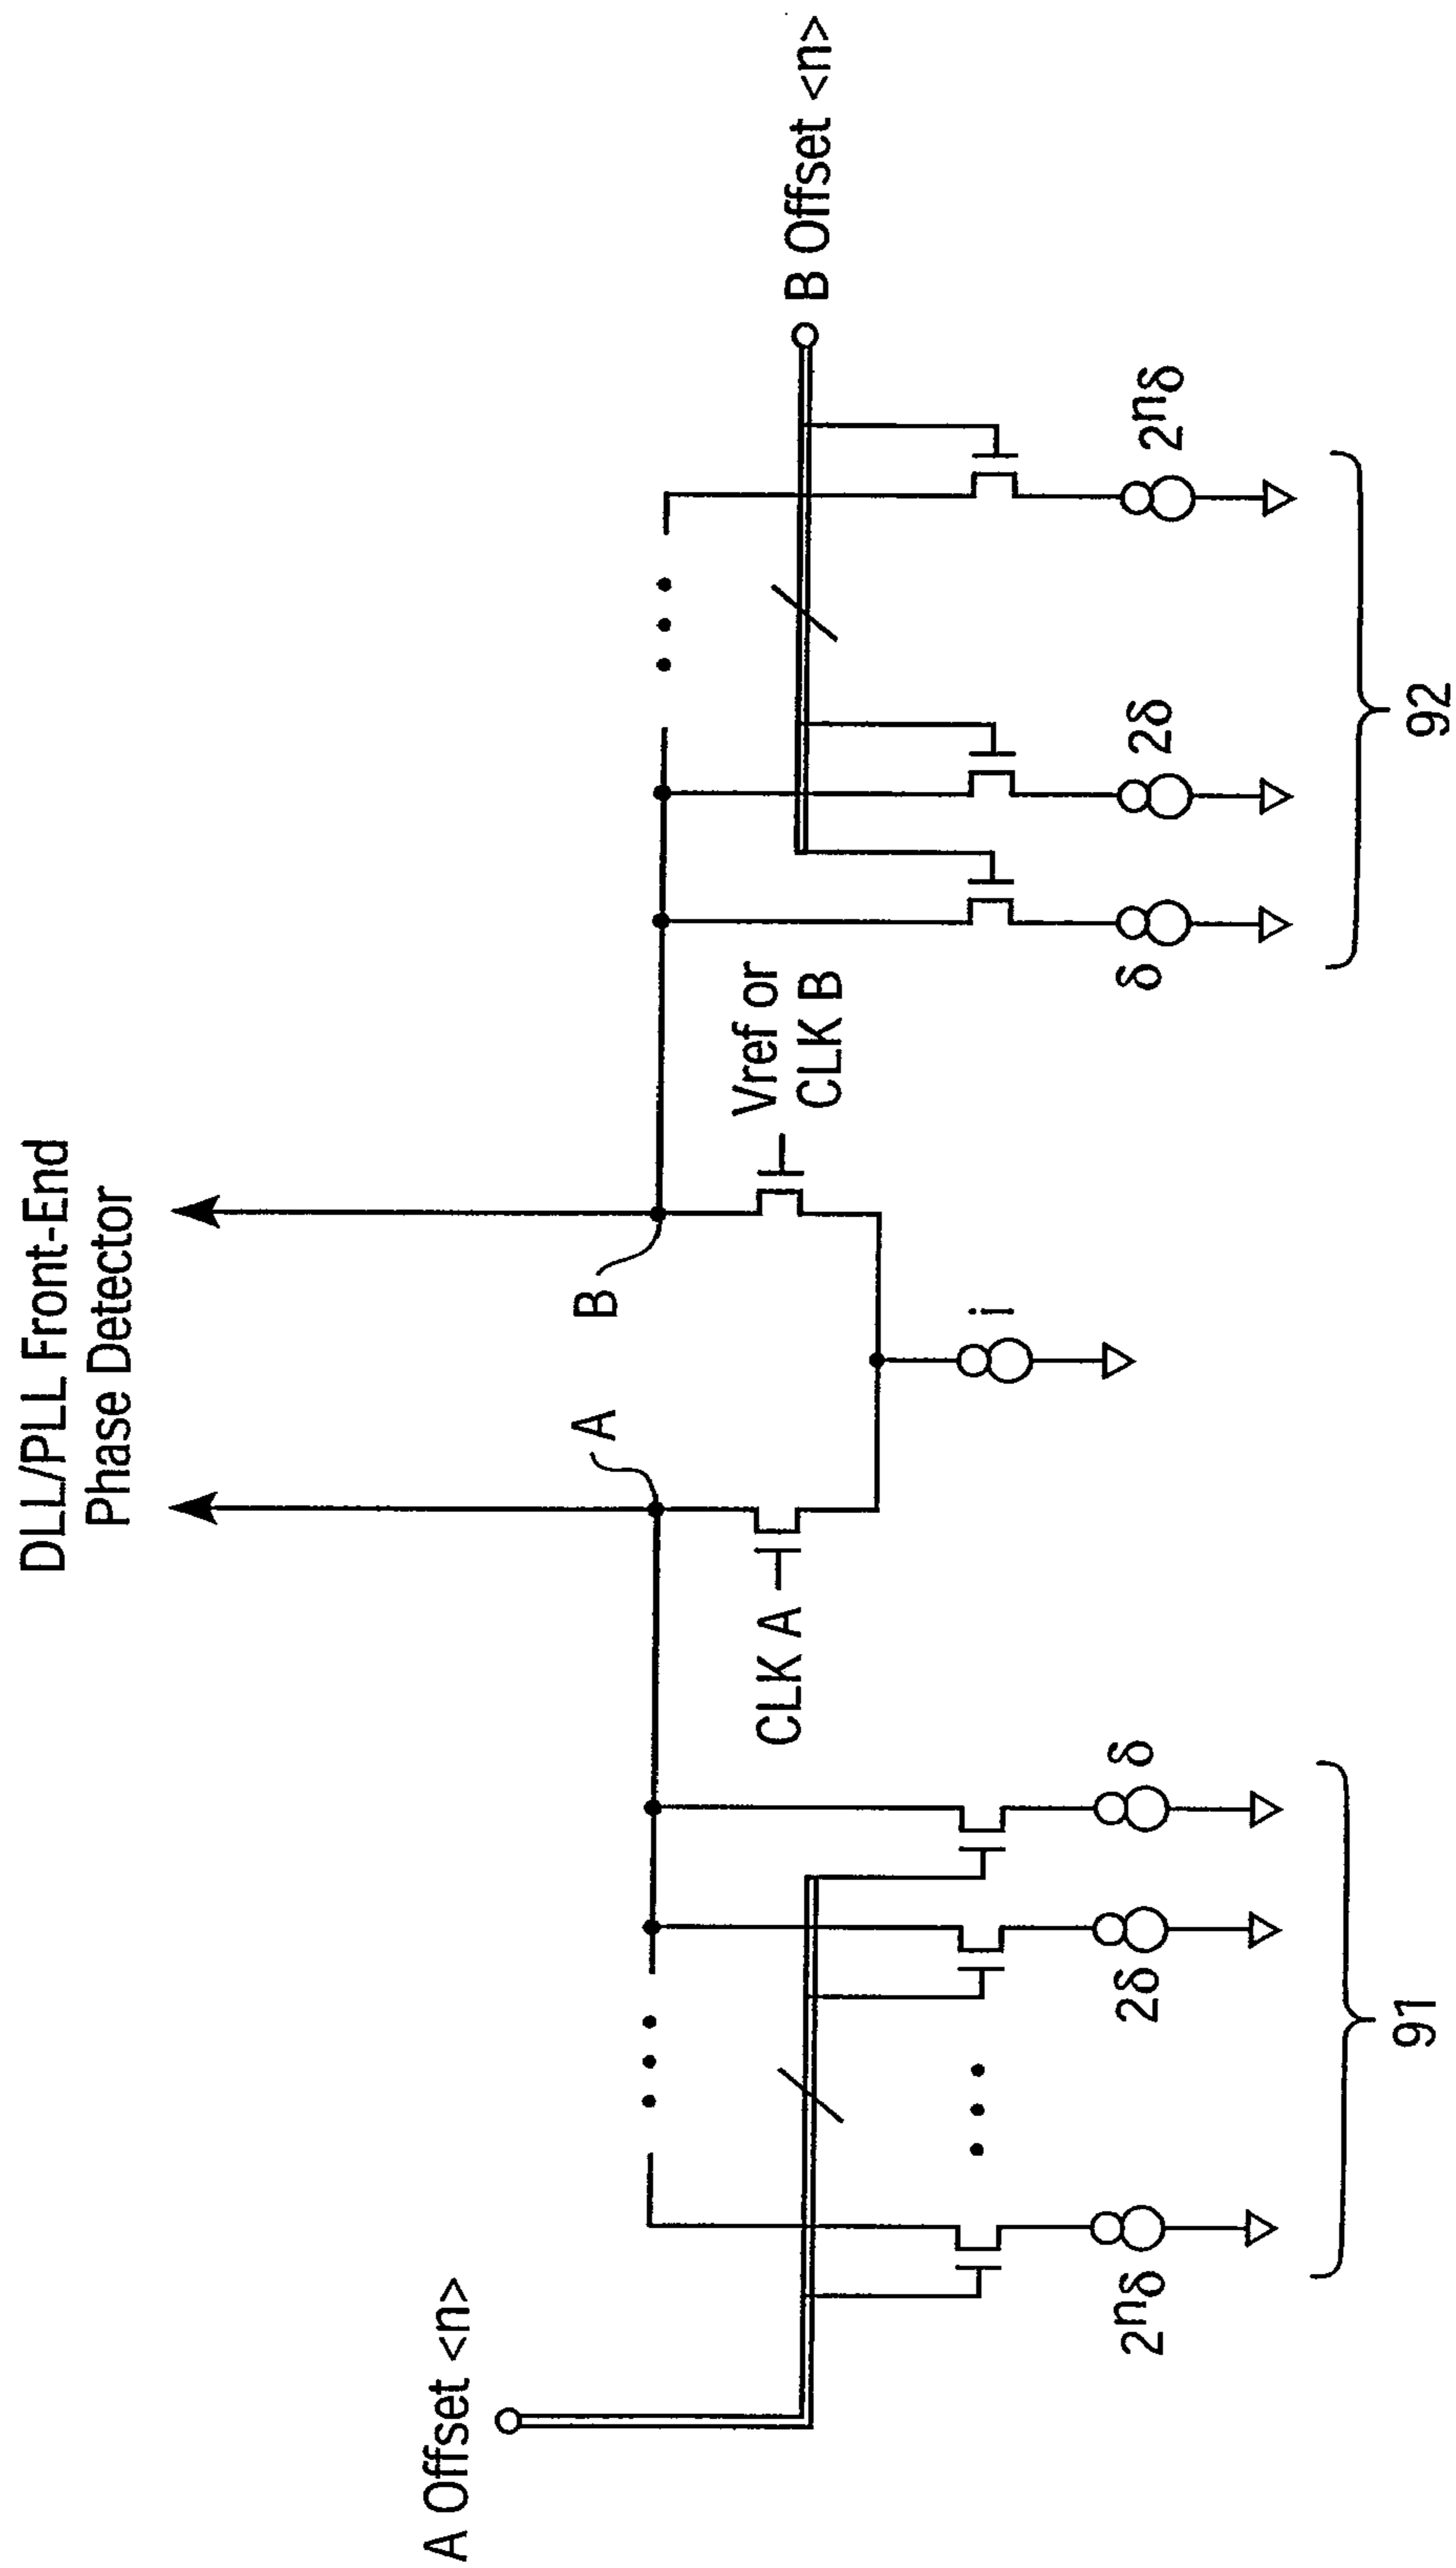 DLL/PLL Front-End
Phase Detector
A Offset <n>
A
B
CLK A
Vref or
CLK B
B Offset <n>
i
2ⁿδ
2δ
δ
δ
2δ
2ⁿδ
91
92